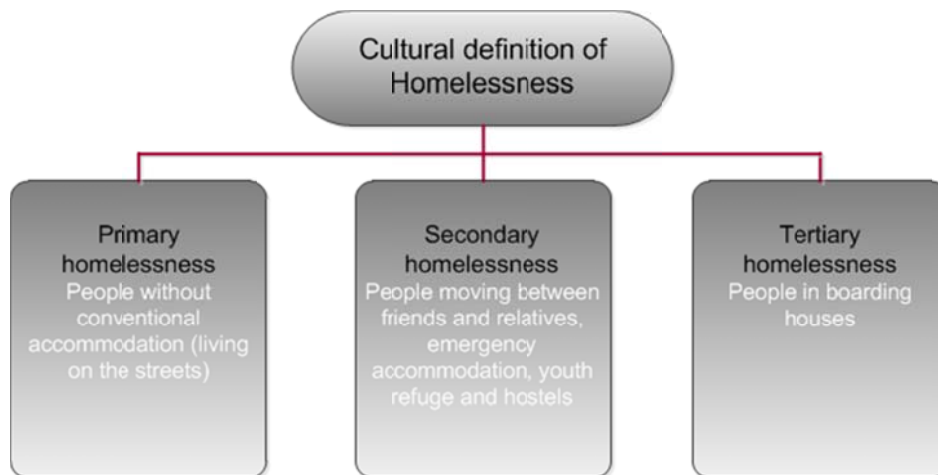 Cultural definition of
Homelessness
Primary
homelessness
People without
conventional
accommodation (living
on the streets)
Secondary
homelessness
People moving between
friends and relatives,
emergency
accommodation, youth
refuge and hostels
Tertiary
homelessness
People in boarding
houses